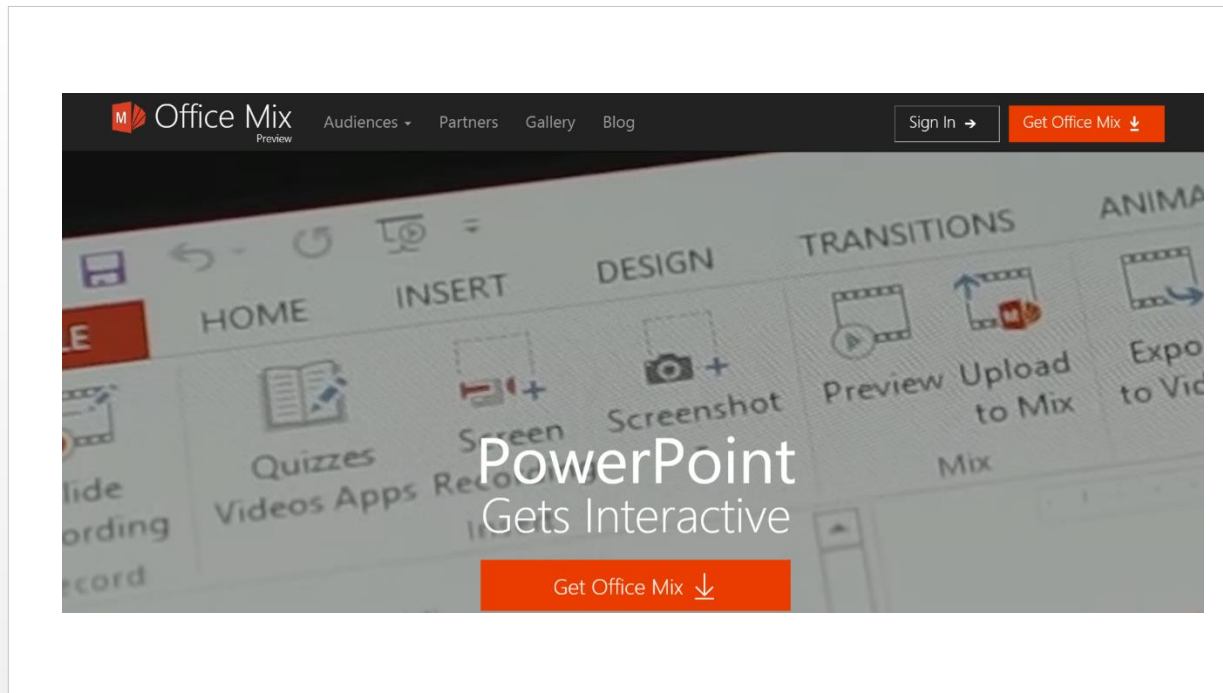 Office Mix
Preview
Audiences
Partners
Gallery
Blog
Sign In →
Get Office Mix
HOME
INSERT
DESIGN
TRANSITIONS
Quizzes
Videos Apps
Screen
Screenshot
Preview
Upload
to Mix
Mix
PowerPoint
Gets Interactive
Get Office Mix